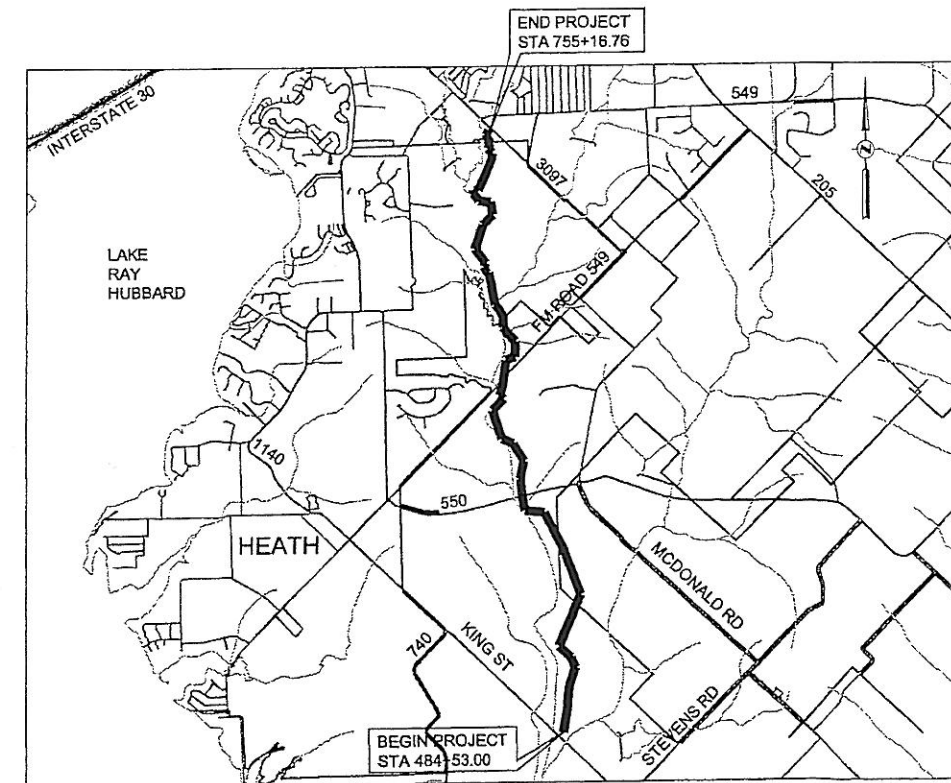 END PROJECT
STA 755+16.76
INTERSTATE 30
549
3097
205
LAKE
RAY
HUBBARD
FM ROAD 549
N
1140
550
HEATH
MCDONALD RD
KING ST
740
STEVENS RD
BEGIN PROJECT
STA 484+53.00